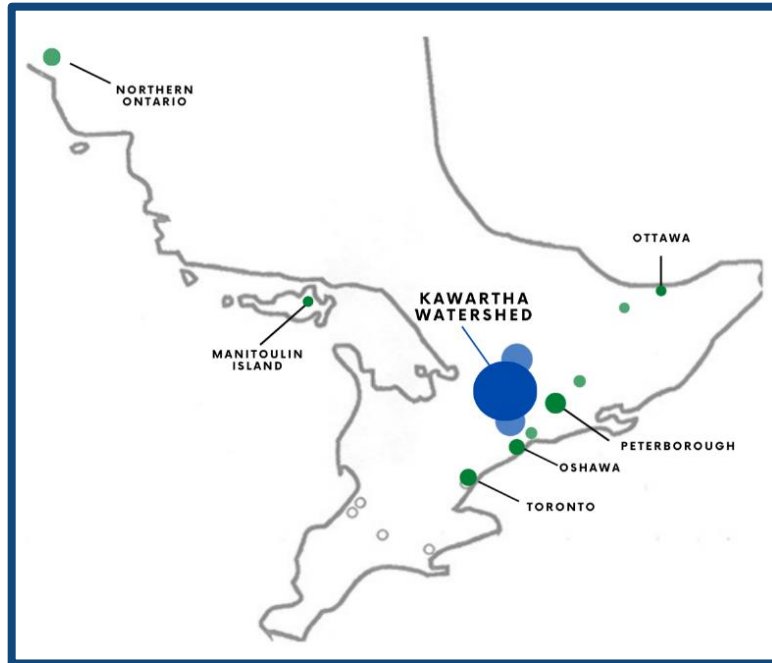 NORTHERN
ONTARIO
OTTAWA
KAWARTHA
WATERSHED
MANITOULIN
ISLAND
PETERBOROUGH
OSHAWA
TORONTO